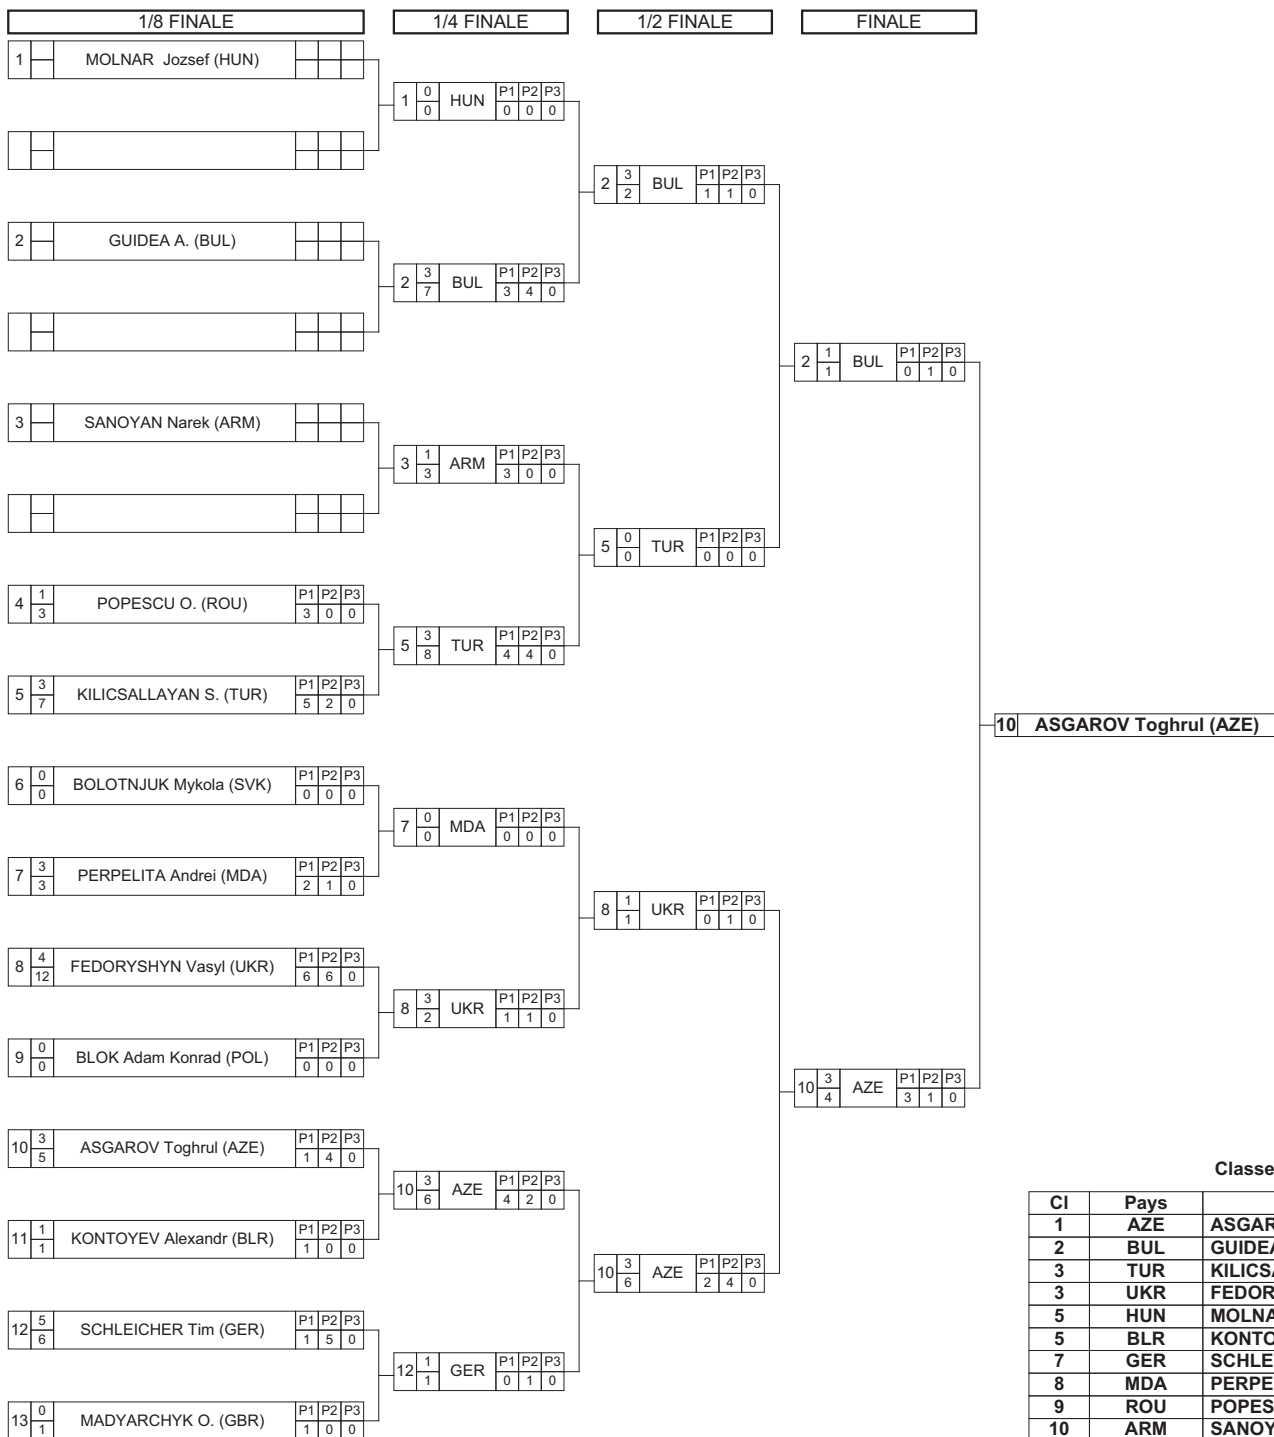 1/8 FINALE 1/4 FINALE 1/2 FINALE FINALE
1 MOLNAR Jozsef (HUN)
1 0 HUN P1 P2 P3
0 0 0 0
2 3 BUL P1 P2 P3
2 1 1 0
2 GUIDEA A. (BUL)
2 3 BUL P1 P2 P3
7 3 4 0
2 1 BUL P1 P2 P3
1 0 1 0
3 SANOYAN Narek (ARM)
3 1 ARM P1 P2 P3
3 3 0 0
5 0 TUR P1 P2 P3
0 0 0 0
4 1 POPESCU O. (ROU) P1 P2 P3
3 3 0 0
5 3 TUR P1 P2 P3
8 4 4 0
5 3 KILICSALLAYAN S. (TUR) P1 P2 P3
7 5 2 0
10 ASGAROV Toghrul (AZE)
6 0 BOLOTNJUK Mykola (SVK) P1 P2 P3
0 0 0 0
7 0 MDA P1 P2 P3
0 0 0 0
7 3 PERPELITA Andrei (MDA) P1 P2 P3
3 2 1 0
8 1 UKR P1 P2 P3
1 0 1 0
8 4 FEDORYSHYN Vasyl (UKR) P1 P2 P3
12 6 6 0
8 3 UKR P1 P2 P3
2 1 1 0
9 0 BLOK Adam Konrad (POL) P1 P2 P3
0 0 0 0
10 3 AZE P1 P2 P3
4 3 1 0
10 3 ASGAROV Toghrul (AZE) P1 P2 P3
5 1 4 0
10 3 AZE P1 P2 P3
6 4 2 0
11 1 KONTOYEV Alexandr (BLR) P1 P2 P3
1 1 0 0
10 3 AZE P1 P2 P3
6 2 4 0
12 5 SCHLEICHER Tim (GER) P1 P2 P3
6 1 5 0
12 1 GER P1 P2 P3
1 0 1 0
13 0 MADYARCHYK O. (GBR) P1 P2 P3
1 1 0 0
Classe
Cl Pays
1 AZE ASGAR
2 BUL GUIDEA
3 TUR KILICSA
3 UKR FEDOR
5 HUN MOLNA
5 BLR KONTO
7 GER SCHLE
8 MDA PERPE
9 ROU POPES
10 ARM SANOY